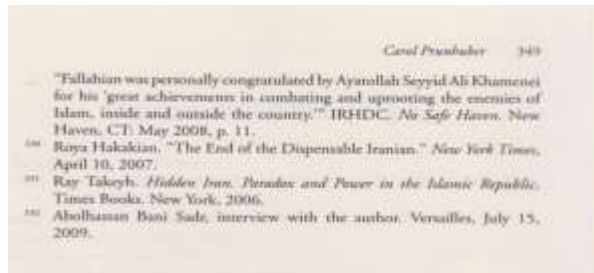 Carol Prunhuber 349
"Fallahian was personally congratulated by Ayatollah Seyyid Ali Khamenei
for his 'great achievements in combating and uprooting the enemies of
Islam, inside and outside the country.'" IRHDC. No Safe Haven. New
Haven, CT: May 2008, p. 11.
Roya Hakakian. "The End of the Dispensable Iranian." New York Times,
April 10, 2007.
Ray Takeyh. Hidden Iran. Paradox and Power in the Islamic Republic.
Times Books. New York, 2006.
Abolhassan Bani Sadr, interview with the author. Versailles, July 15,
2009.